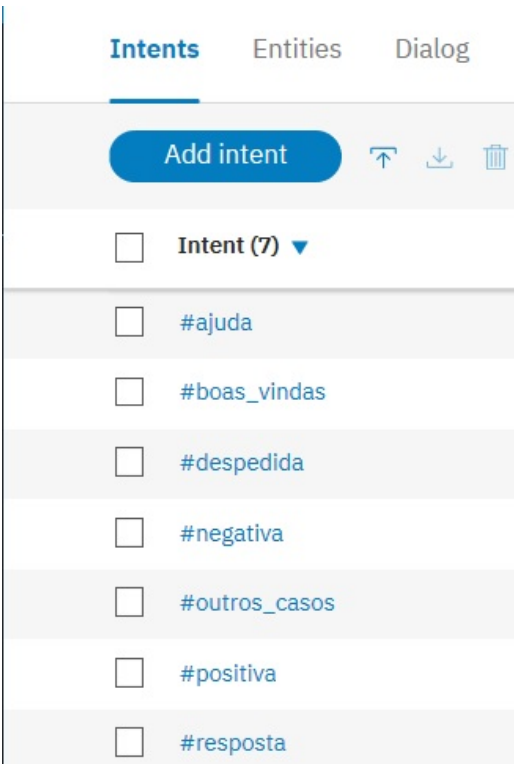 Intents Entities Dialog
Add intent
Intent (7)
#ajuda
#boas_vindas
#despedida
#negativa
#outros_casos
#positiva
#resposta